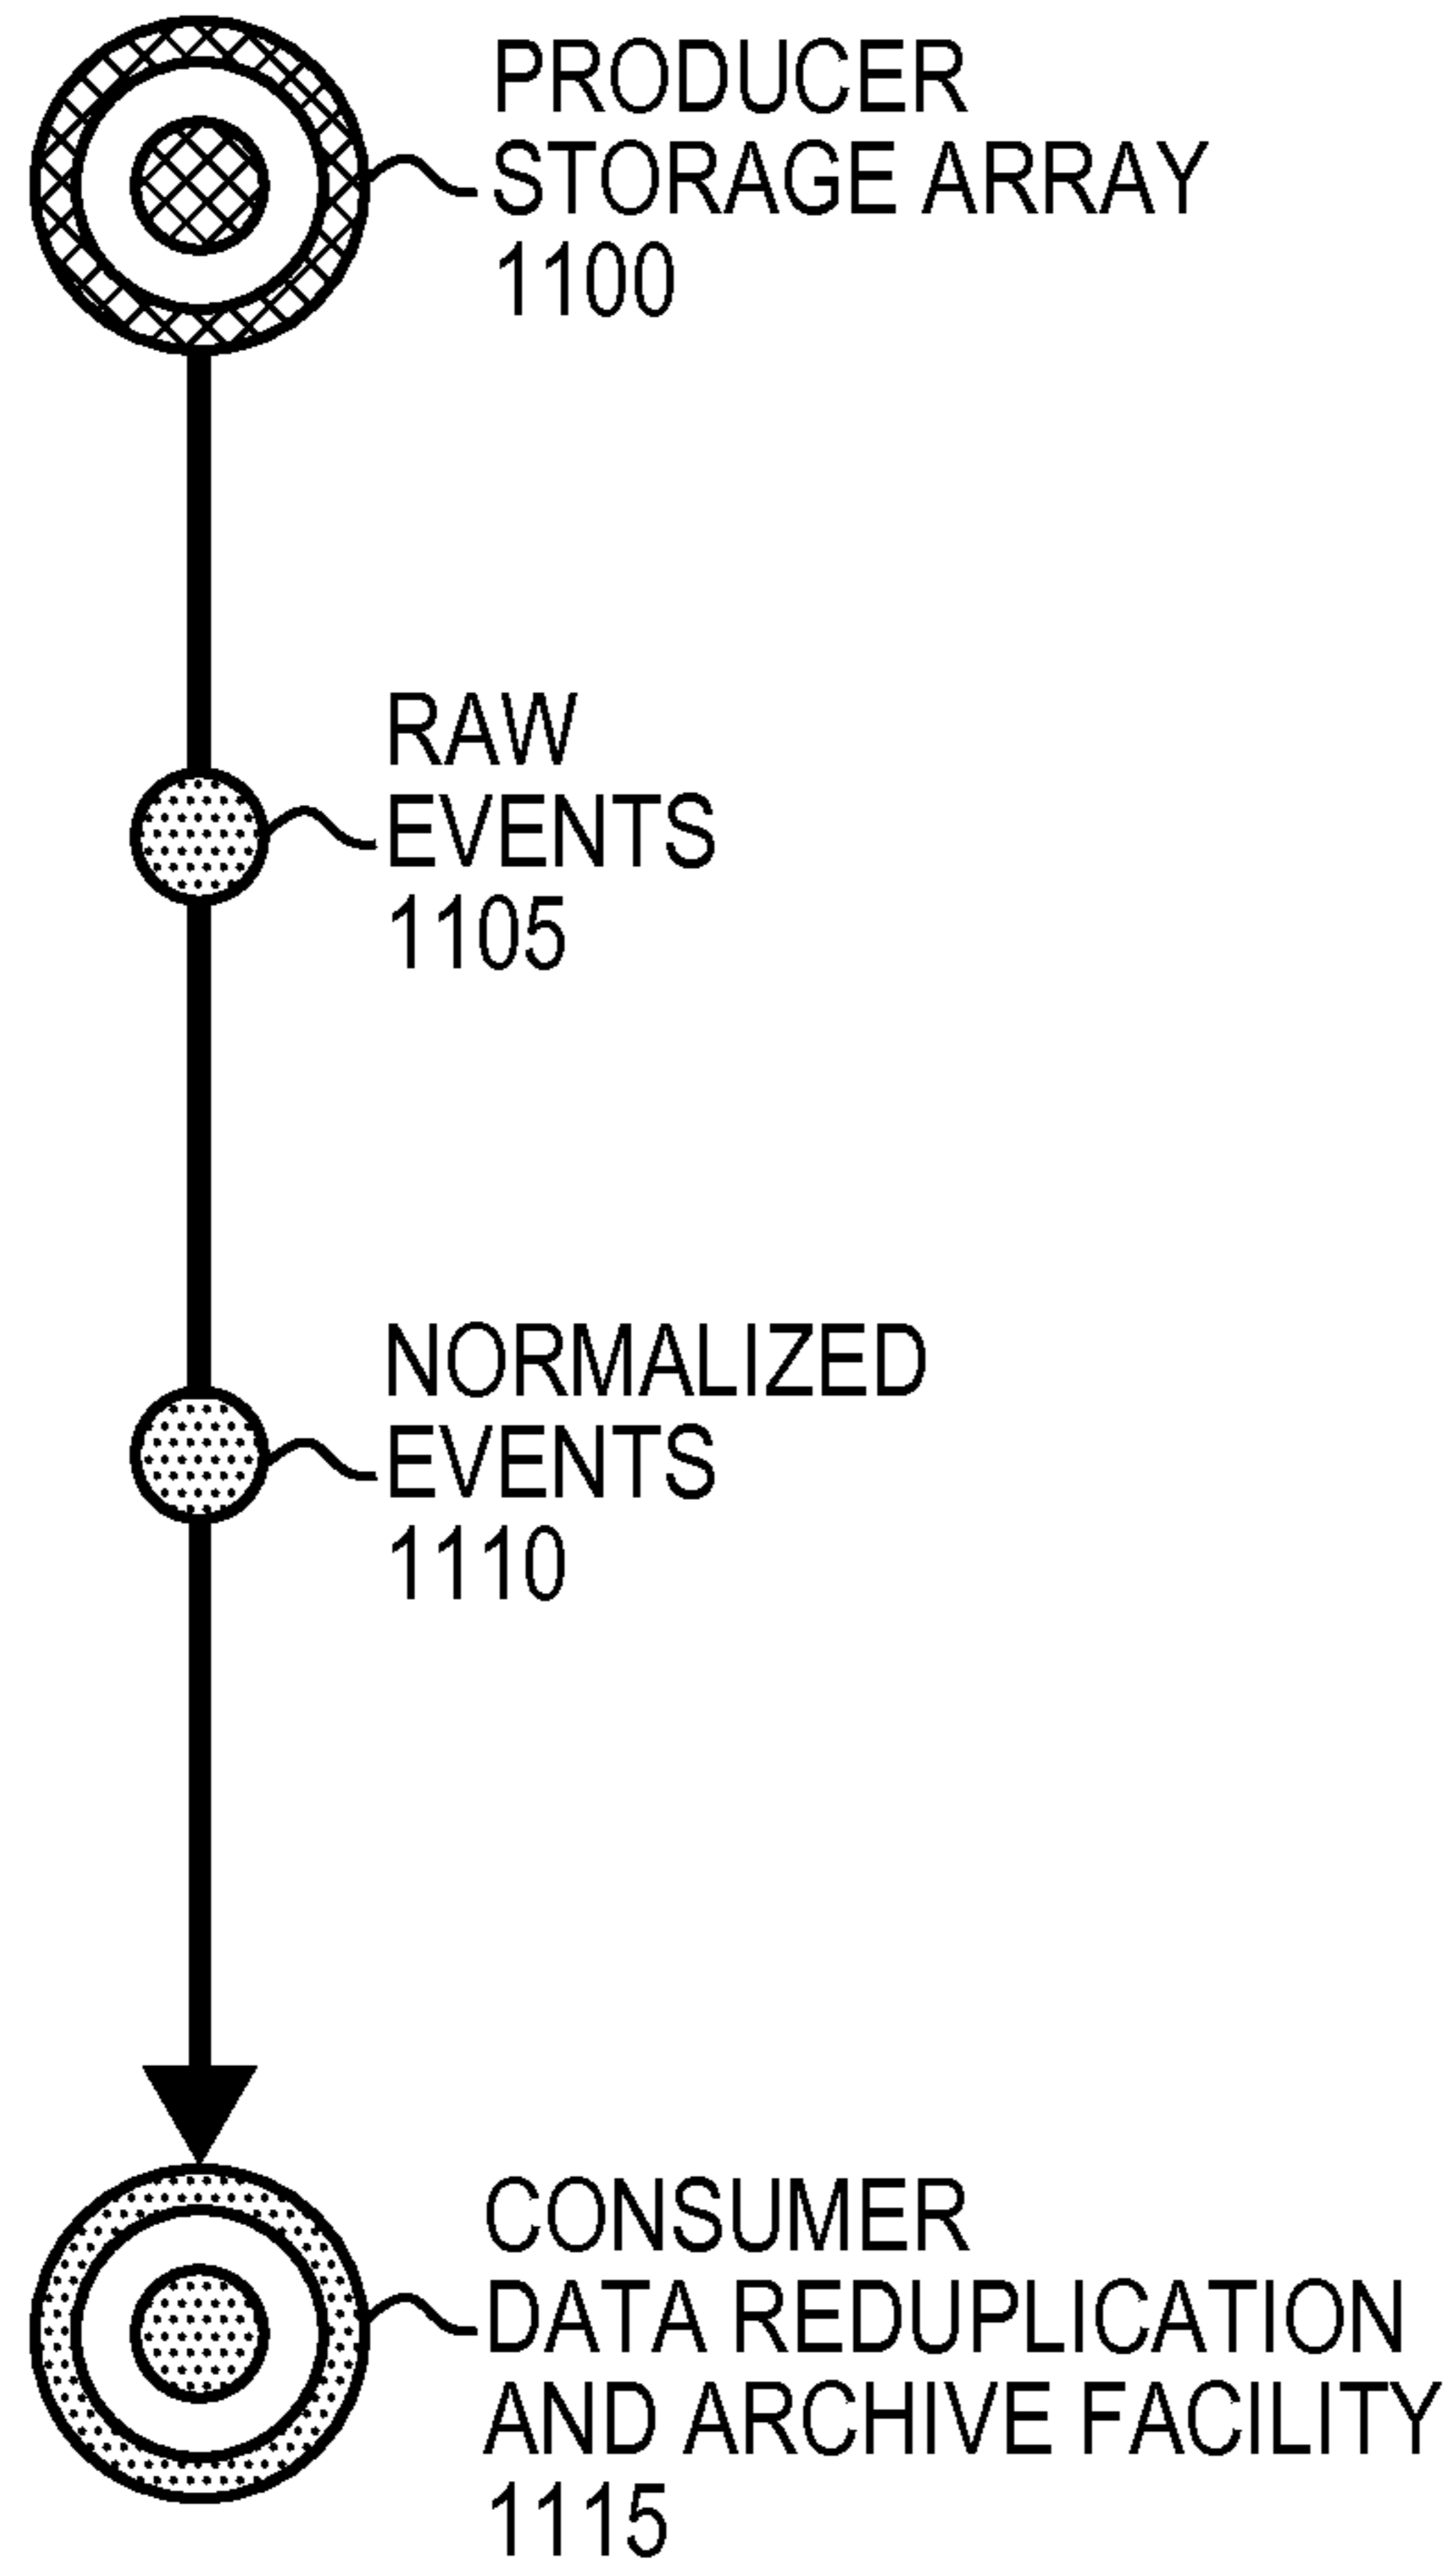 PRODUCER
STORAGE ARRAY
1100
RAW
EVENTS
1105
NORMALIZED
EVENTS
1110
CONSUMER
DATA REDUPLICATION
AND ARCHIVE FACILITY
1115